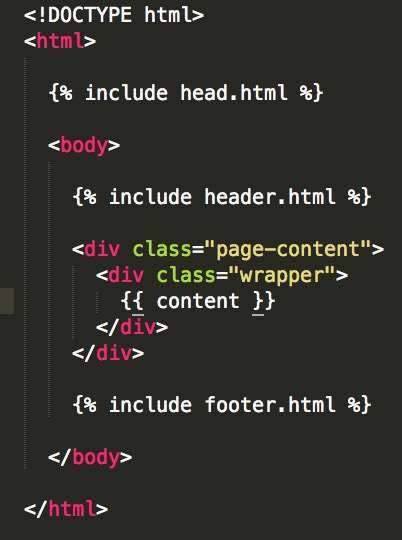 <!DOCTYPE html>
<html>
{% include head.html %}
<body>
{% include header.html %}
<div class="page-content">
<div class="wrapper">
{{ content }}
</div>
</div>
{% include footer.html %}
</body>
</html>